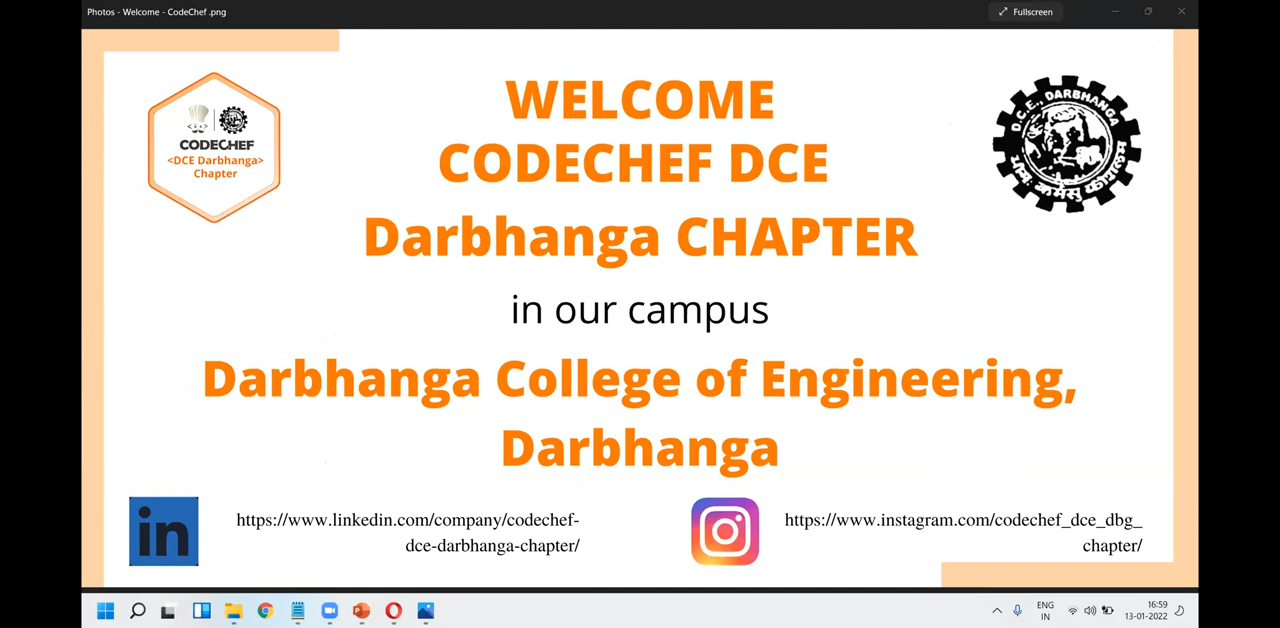 Photos - Welcome - CodeChef .png
Fullscreen
WELCOME
CODECHEF DCE
Darbhanga CHAPTER
in our campus
Darbhanga College of Engineering,
Darbhanga
CODECHEF
<DCE Darbhanga>
Chapter
D.C.E., DARBHANGA
in
https://www.linkedin.com/company/codechef-
dce-darbhanga-chapter/
https://www.instagram.com/codechef_dce_dbg_
chapter/
ENG
IN
16:59
13-01-2022